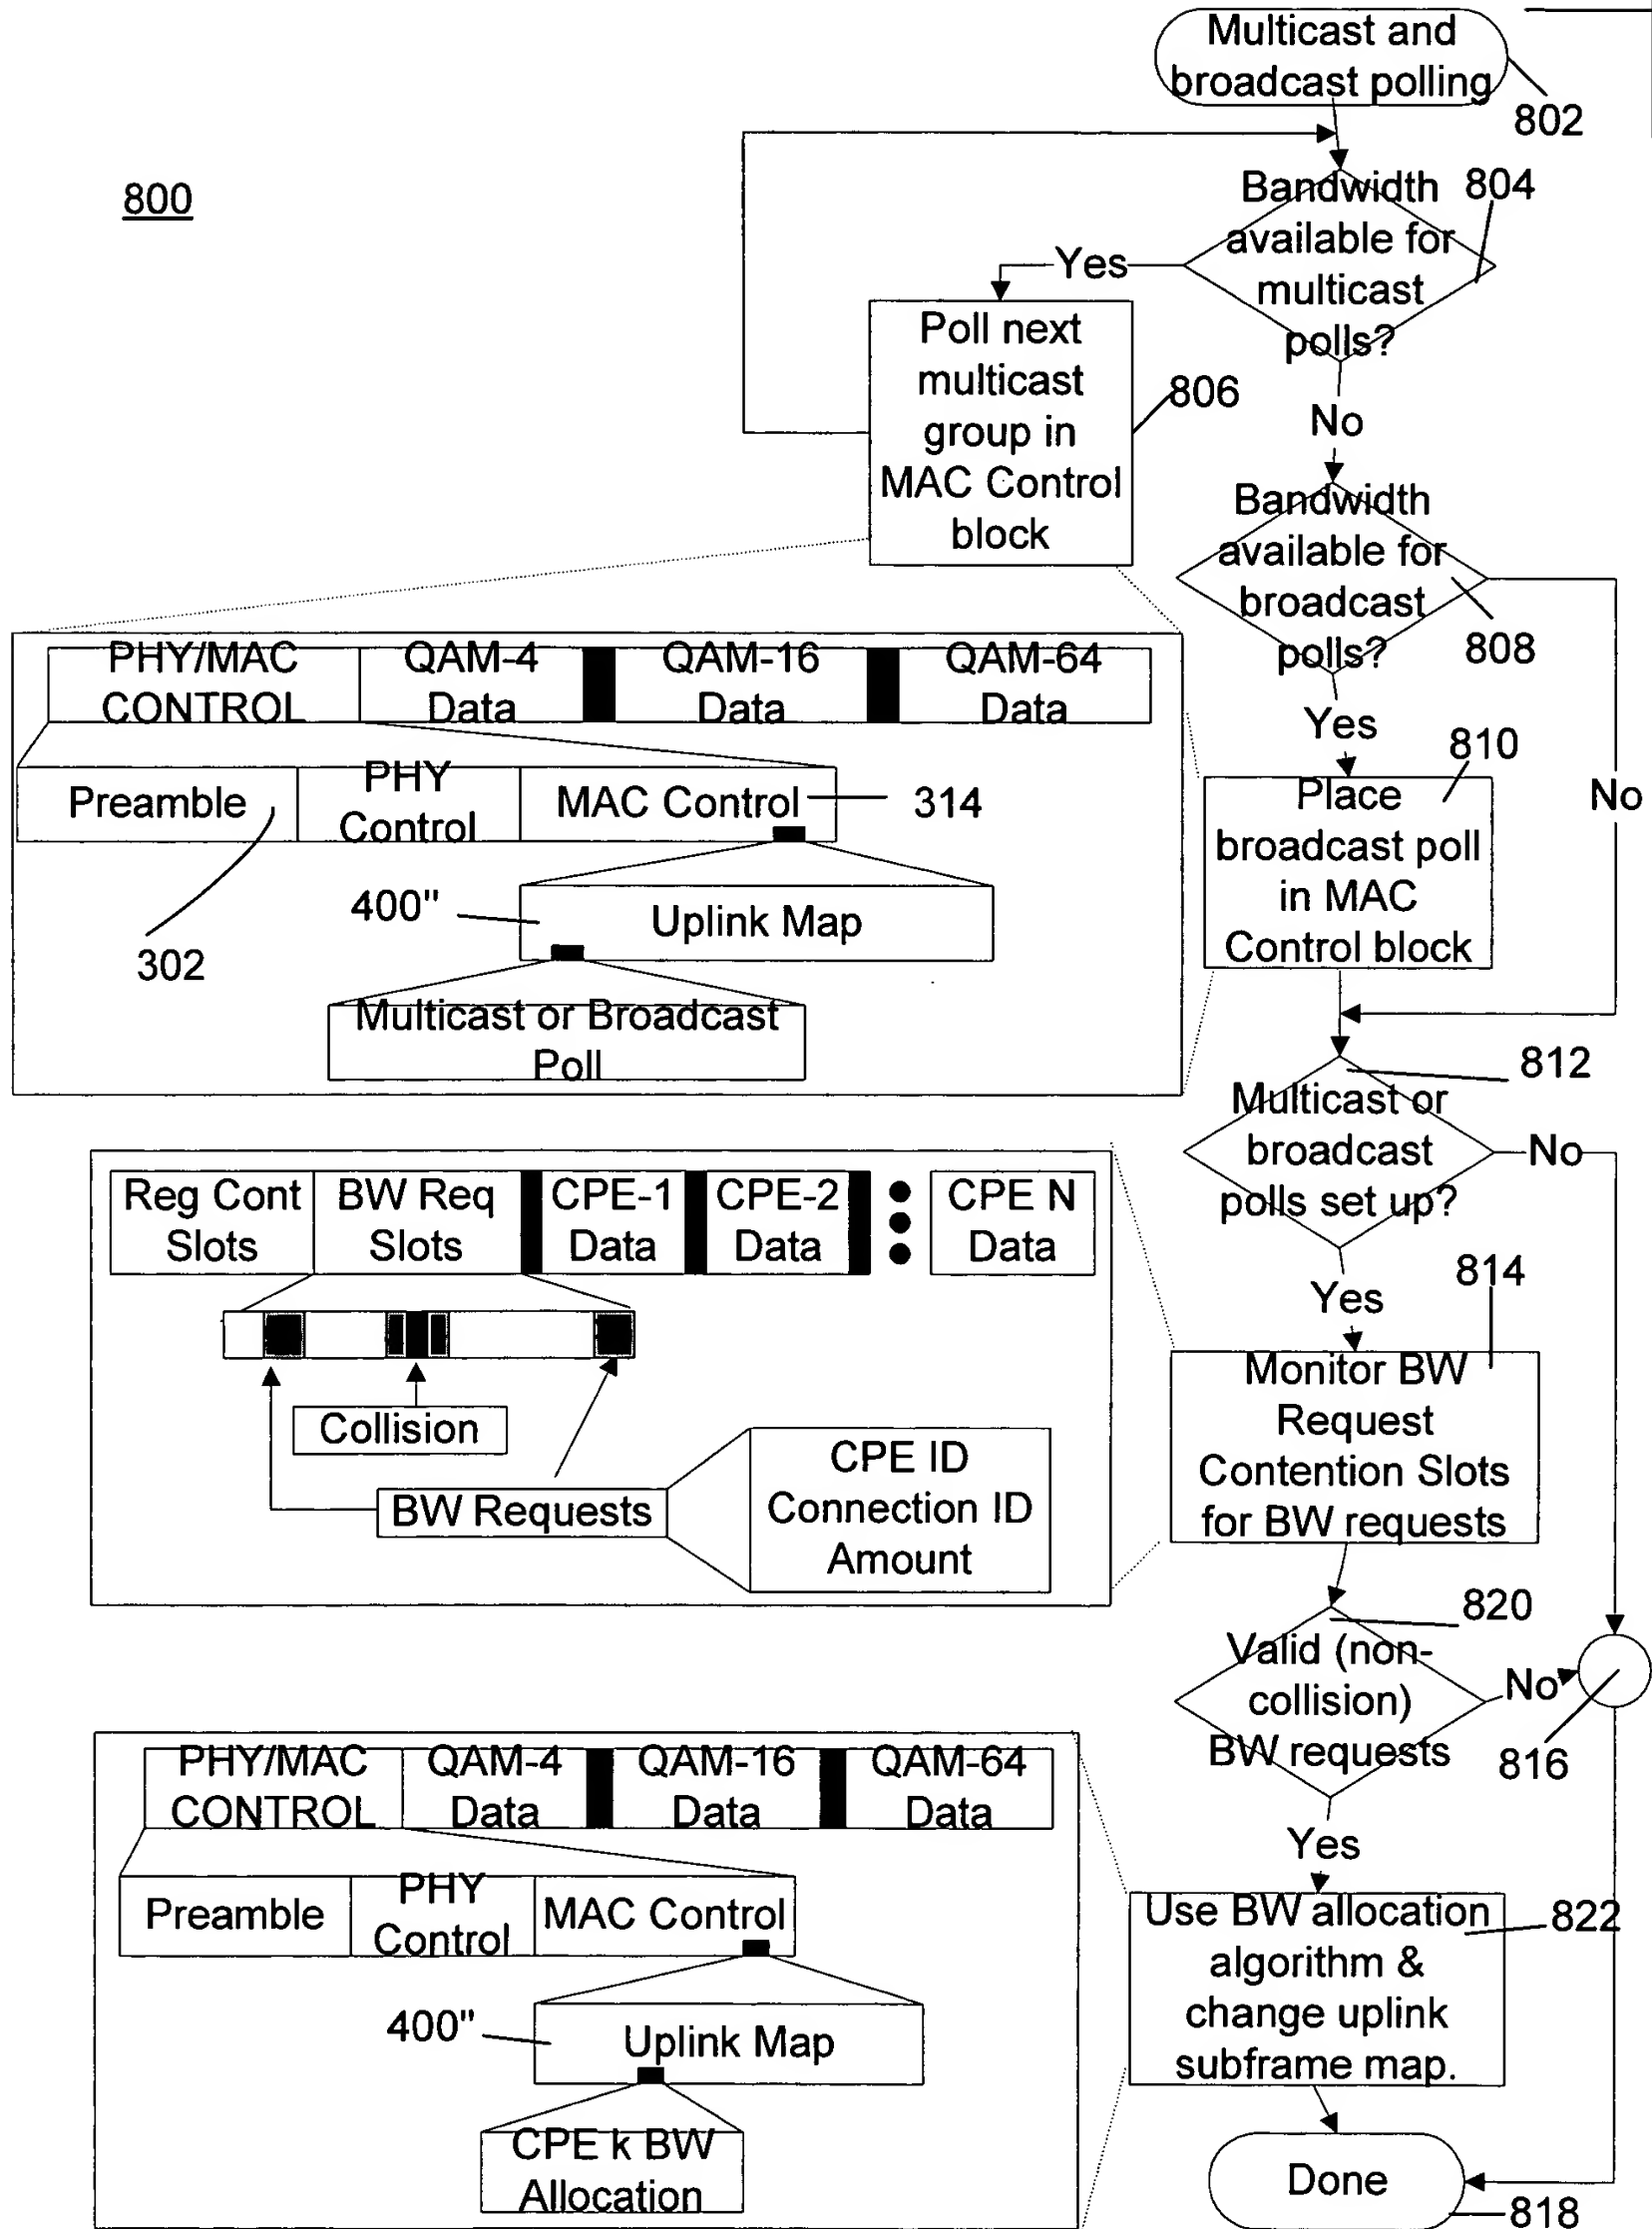 Multicast and
broadcast polling
802
800
Bandwidth
available for
multicast
polls?
804
Yes
Poll next
multicast
group in
MAC Control
block
806
No
Bandwidth
available for
broadcast
polls?
808
Yes
No
Place
broadcast poll
in MAC
Control block
810
PHY/MAC
CONTROL
QAM-4
Data
QAM-16
Data
QAM-64
Data
Preamble
PHY
Control
MAC Control
314
302
400"
Uplink Map
Multicast or Broadcast
Poll
Multicast or
broadcast
polls set up?
812
No
Yes
Reg Cont
Slots
BW Req
Slots
CPE-1
Data
CPE-2
Data
CPE N
Data
Collision
BW Requests
CPE ID
Connection ID
Amount
Monitor BW
Request
Contention Slots
for BW requests
814
Valid (non-
collision)
BW requests
820
No
816
Yes
PHY/MAC
CONTROL
QAM-4
Data
QAM-16
Data
QAM-64
Data
Preamble
PHY
Control
MAC Control
400"
Uplink Map
CPE k BW
Allocation
Use BW allocation
algorithm &
change uplink
subframe map.
822
Done
818